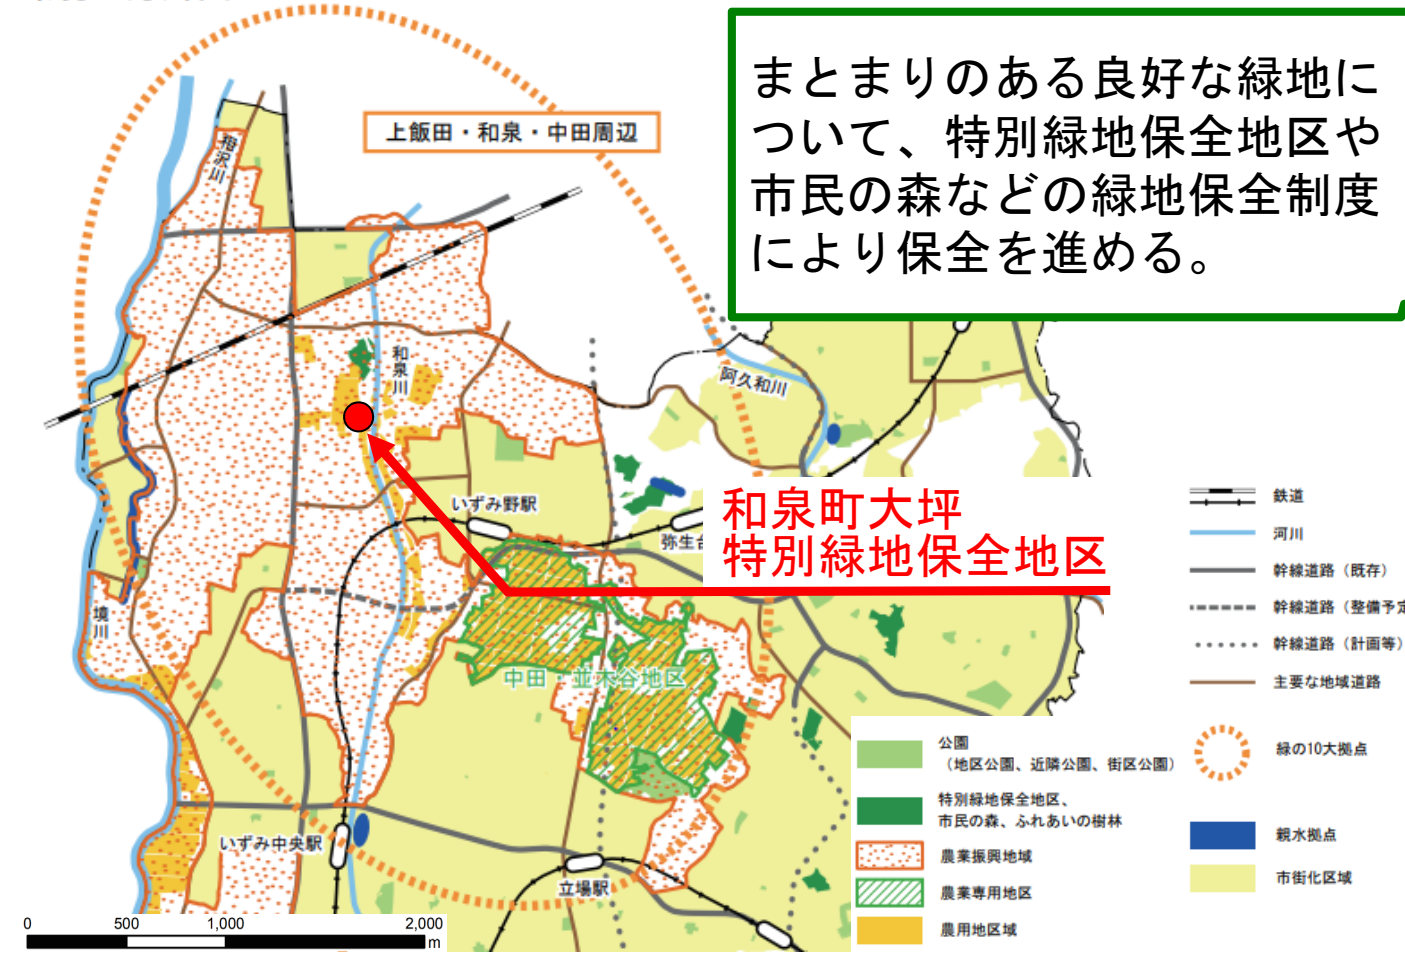 まとまりのある良好な緑地に
ついて、特別緑地保全地区や
市民の森などの緑地保全制度
により保全を進める。
上飯田・和泉・中田周辺
相沢川
和泉川
阿久和川
いずみ野駅
弥生台
和泉町大坪
特別緑地保全地区
境川
中田・並木谷地区
いずみ中央駅
立場駅
鉄道
河川
幹線道路（既存）
幹線道路（整備予定
幹線道路（計画等）
主要な地域道路
緑の10大拠点
親水拠点
市街化区域
公園
（地区公園、近隣公園、街区公園）
特別緑地保全地区、
市民の森、ふれあいの樹林
農業振興地域
農業専用地区
農用地区域
0 500 1,000 2,000
m